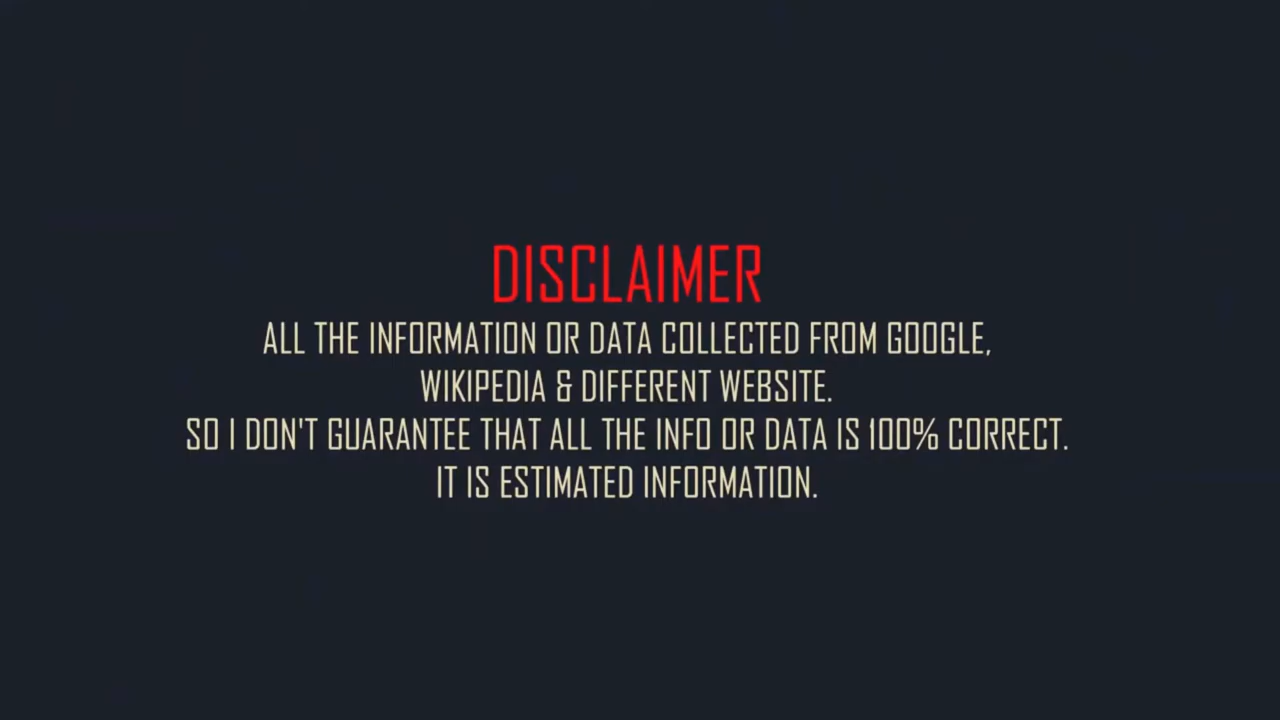 DISCLAIMER
ALL THE INFORMATION OR DATA COLLECTED FROM GOOGLE,
WIKIPEDIA & DIFFERENT WEBSITE.
SO I DON'T GUARANTEE THAT ALL THE INFO OR DATA IS 100% CORRECT.
IT IS ESTIMATED INFORMATION.